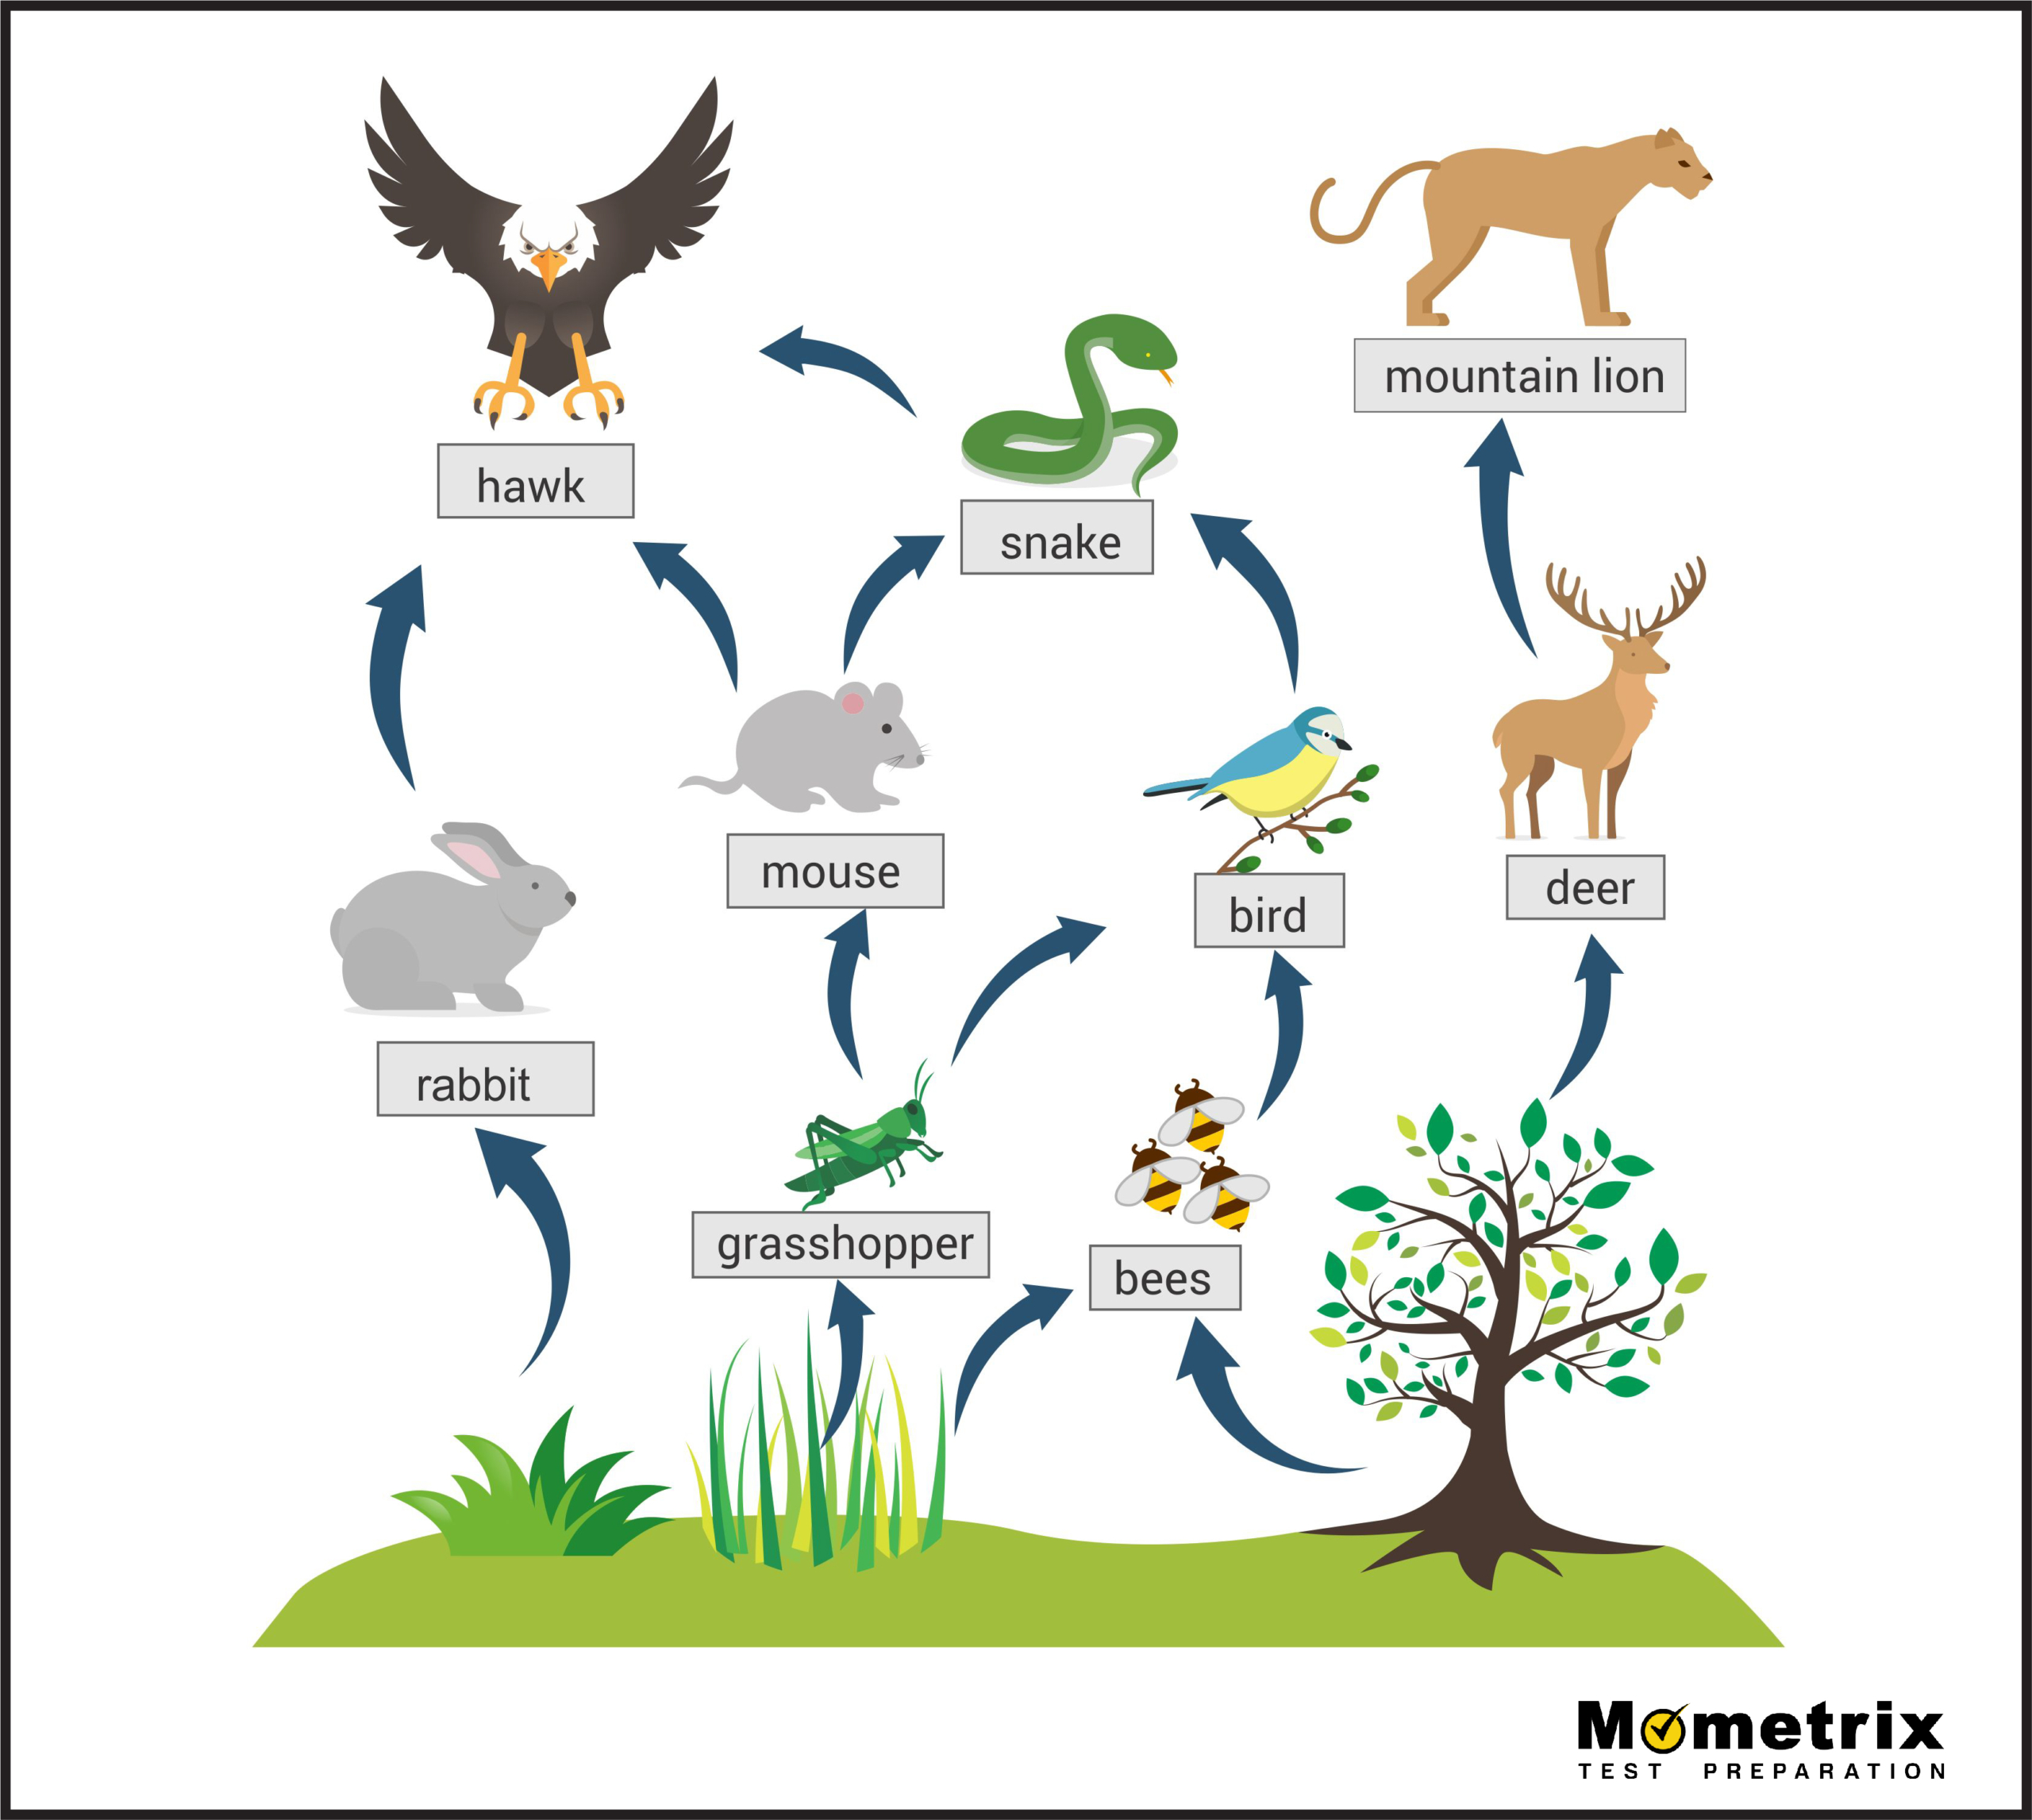 hawk
mountain lion
snake
mouse
bird
deer
rabbit
grasshopper
bees
Mometrix
TEST PREPARATION